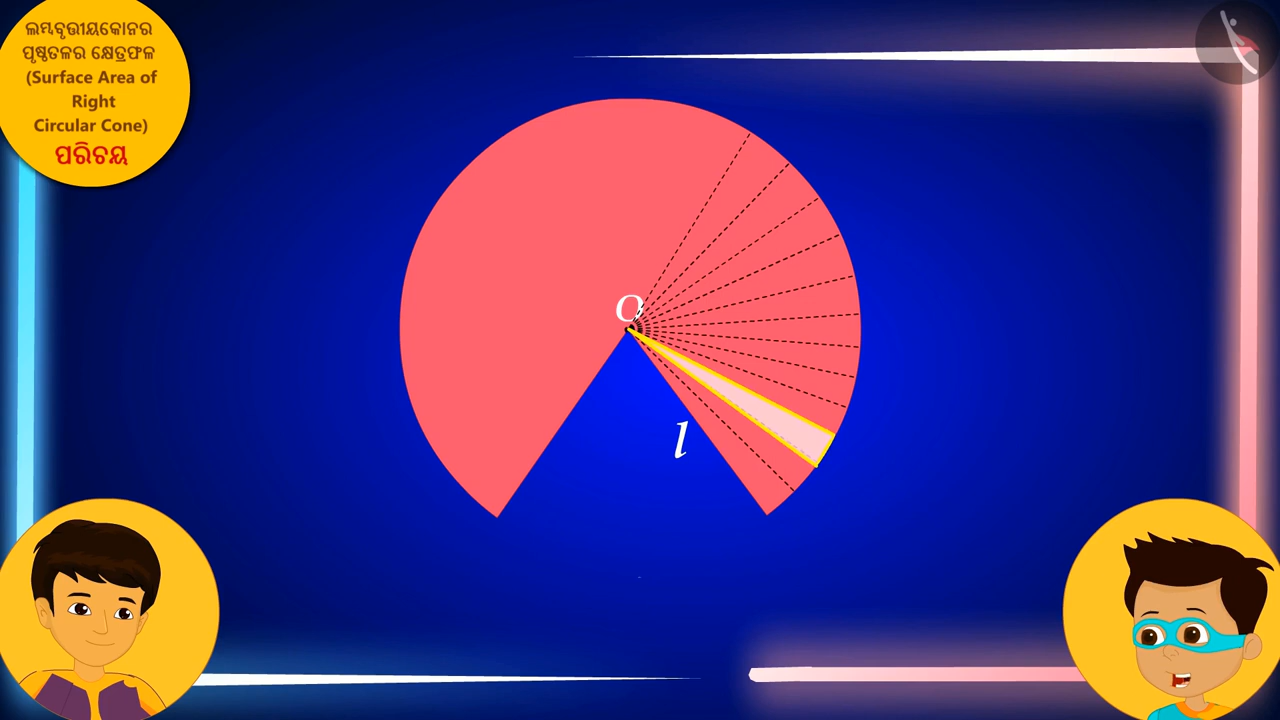 ଲମ୍ବବୃତ୍ତୀୟକୋନର
ପୃଷ୍ଠତଳର କ୍ଷେତ୍ରଫଳ
(Surface Area of
Right
Circular Cone)
ପରିଚୟ
O
l